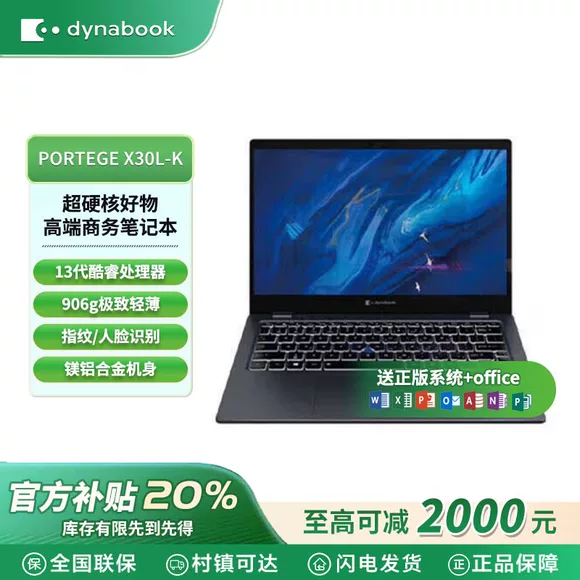 dynabook
PORTEGE X30L-K
超硬核好物
高端商务笔记本
13代酷睿处理器
906g极致轻薄
指纹/人脸识别
镁铝合金机身
dynabook
送正版系统+office
W X P O A N P
官方补贴20%
库存有限先到先得
至高可减 2000 元
全国联保 村镇可达 闪电发货 正品保障